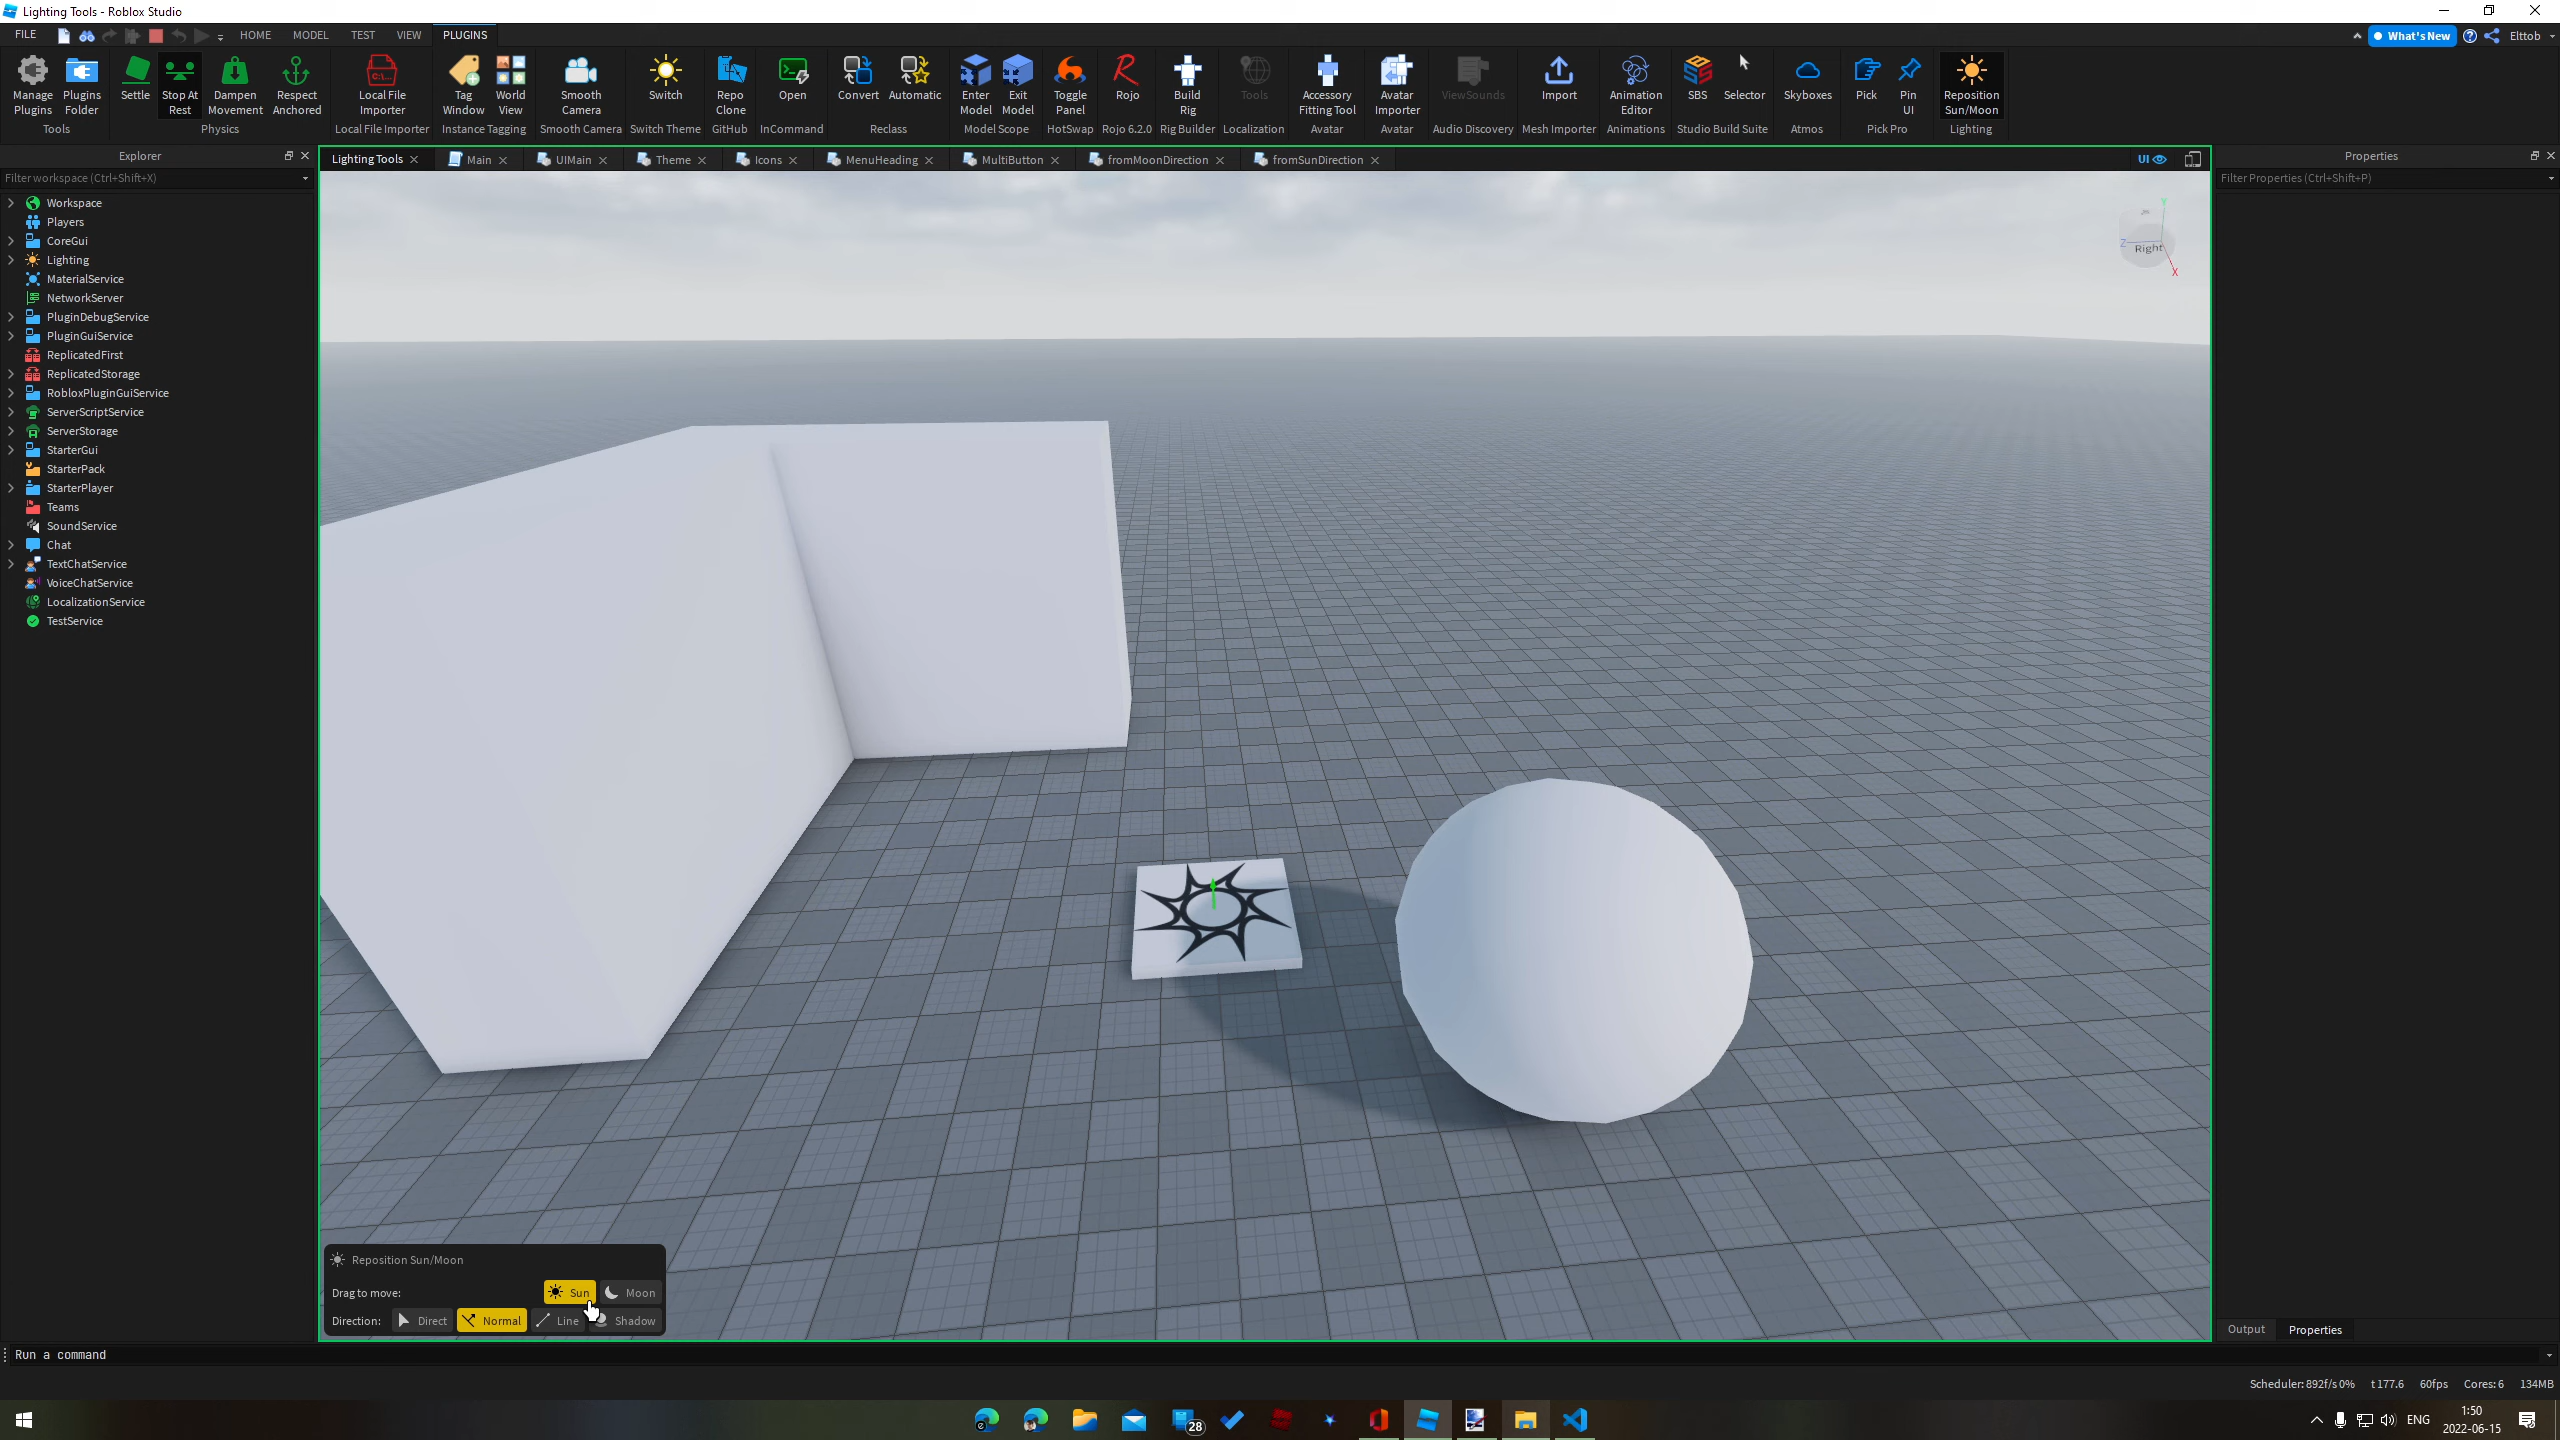 Lighting Tools - Roblox Studio
FILE HOME MODEL TEST VIEW PLUGINS What's New Elttob
Manage Plugins
Plugins Folder
Settle
Stop At Rest
Dampen Movement
Respect Anchored
Local File Importer
Tag Window
World View
Smooth Camera
Switch
Repo Clone
Open
Convert
Automatic
Enter Model
Exit Model
Toggle Panel
Rojo
Build Rig
Tools
Accessory Fitting Tool
Avatar Importer
ViewSounds
Import
Animation Editor
SBS
Selector
Skyboxes
Pick
Pin UI
Reposition Sun/Moon
Tools Physics Local File Importer Instance Tagging Smooth Camera Switch Theme GitHub InCommand Reclass Model Scope HotSwap Rojo 6.2.0 Rig Builder Localization Avatar Avatar Audio Discovery Mesh Importer Animations Studio Build Suite Atmos Pick Pro Lighting
Explorer
Filter workspace (Ctrl+Shift+X)
Workspace
Players
CoreGui
Lighting
MaterialService
NetworkServer
PluginDebugService
PluginGuiService
ReplicatedFirst
ReplicatedStorage
RobloxPluginGuiService
ServerScriptService
ServerStorage
StarterGui
StarterPack
StarterPlayer
Teams
SoundService
Chat
TextChatService
VoiceChatService
LocalizationService
TestService
Lighting Tools Main UIMain Theme Icons MenuHeading MultiButton fromMoonDirection fromSunDirection UI
Y
Z
Right
X
Reposition Sun/Moon
Drag to move: Sun Moon
Direction: Direct Normal Line Shadow
Properties
Filter Properties (Ctrl+Shift+P)
Output Properties
Run a command
Scheduler: 892f/s 0% t 177.6 60fps Cores: 6 134MB
28
ENG
1:50
2022-06-15